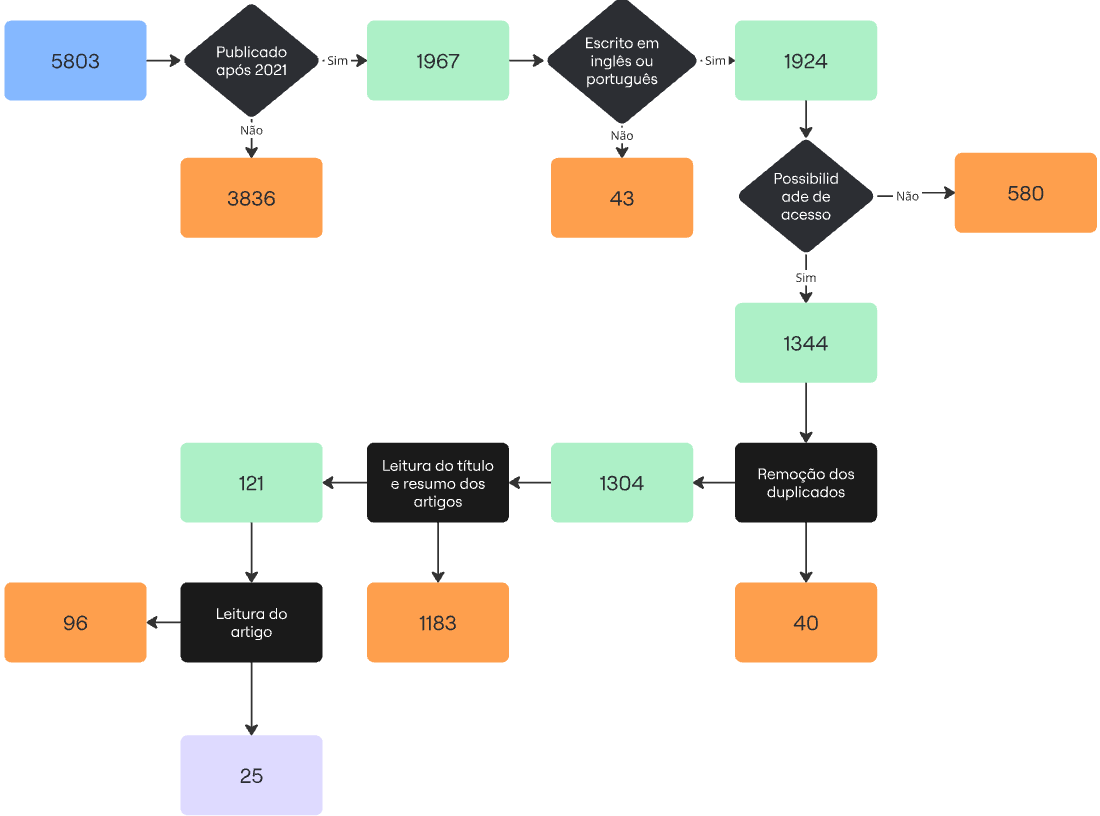 5803
Publicado
após 2021
Sim
1967
Escrito em
inglês ou
português
Sim
1924
Não
3836
Não
43
Possibilid
ade de
acesso
Não
580
Sim
1344
Remoção dos
duplicados
40
1304
Leitura do título
e resumo dos
artigos
1183
121
Leitura do
artigo
96
25